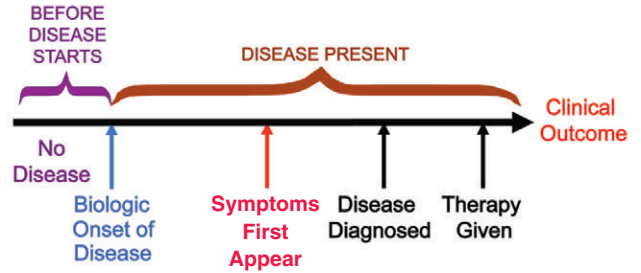 BEFORE
DISEASE
STARTS
DISEASE PRESENT
Clinical
Outcome
No
Disease
Biologic
Onset of
Disease
Symptoms
First
Appear
Disease
Diagnosed
Therapy
Given